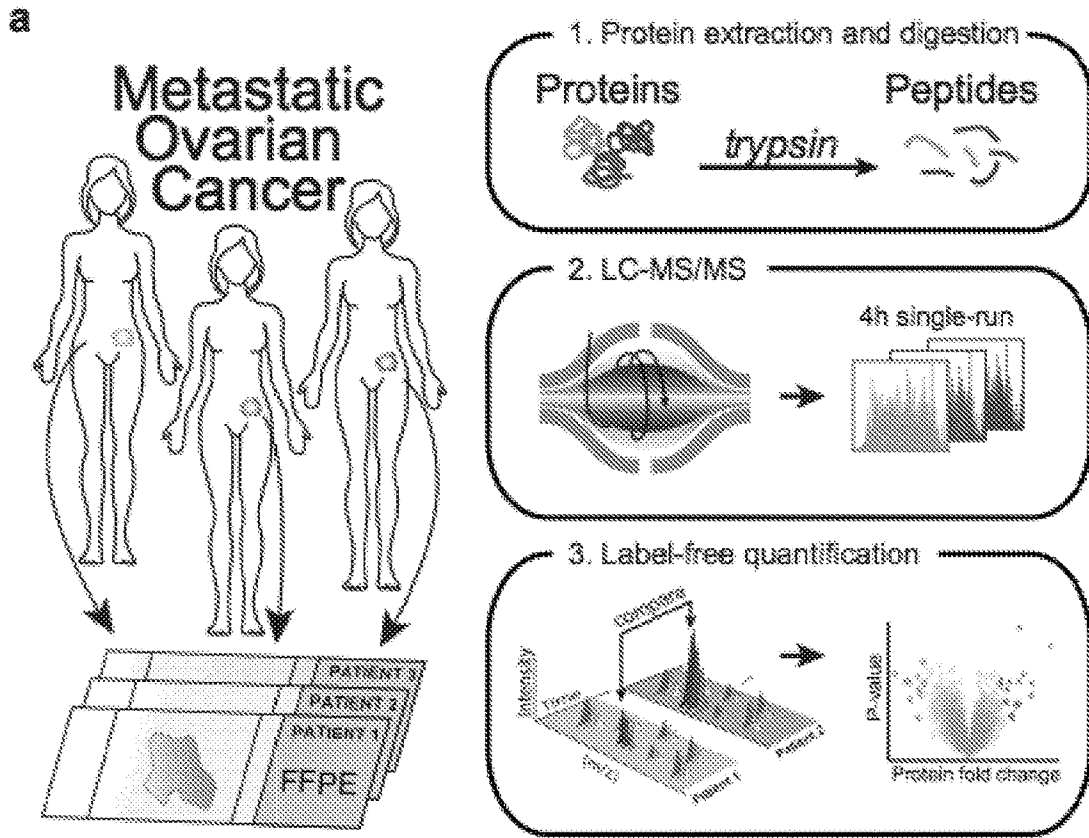 a
Metastatic
Ovarian
Cancer
PATIENT 3
PATIENT 2
PATIENT 1
FFPE
1. Protein extraction and digestion
Proteins
Peptides
trypsin
2. LC-MS/MS
4h single-run
3. Label-free quantification
compare
Intensity
Time
[m/z]
Patient 1
Patient 2
P-value
Protein fold change